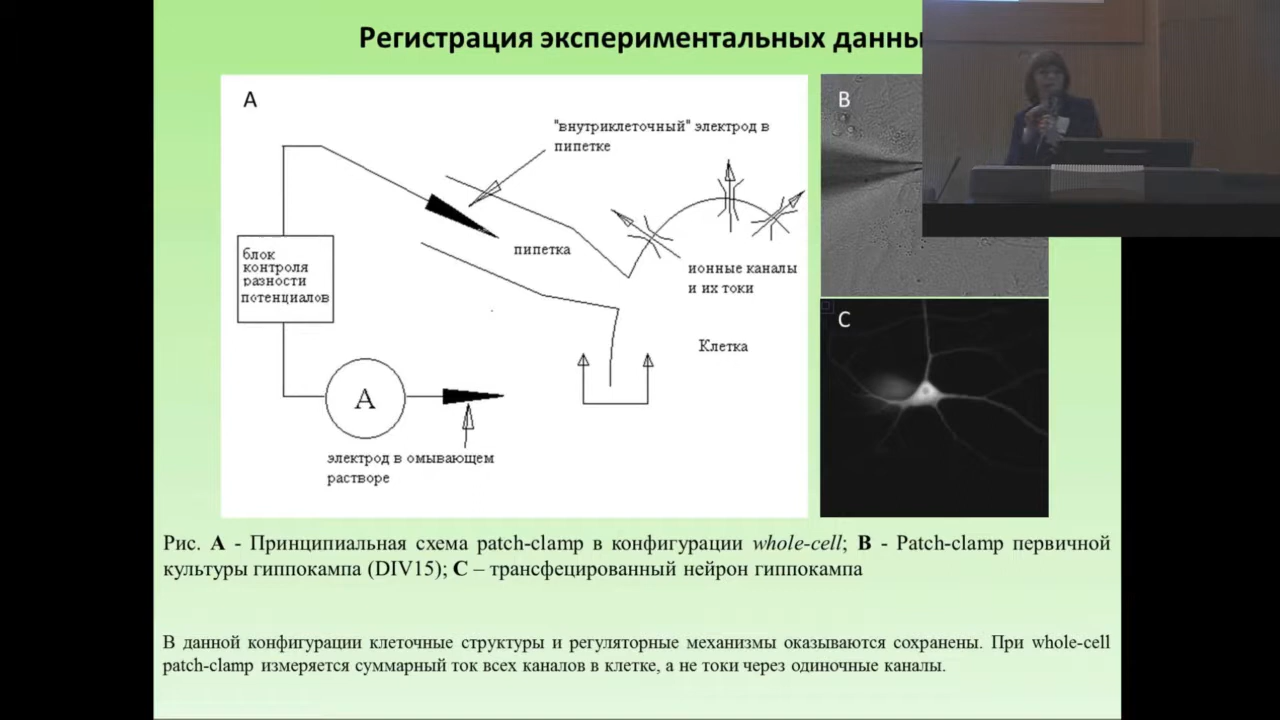 Регистрация экспериментальных данны
A
"внутриклеточный" электрод в
пипетке
пипетка
блок
контроля
разности
потенциалов
ионные каналы
и их токи
Клетка
A
электрод в омывающем
растворе
B
C
Рис. A - Принципиальная схема patch-clamp в конфигурации whole-cell; B - Patch-clamp первичной
культуры гиппокампа (DIV15); C – трансфецированный нейрон гиппокампа
В данной конфигурации клеточные структуры и регуляторные механизмы оказываются сохранены. При whole-cell
patch-clamp измеряется суммарный ток всех каналов в клетке, а не токи через одиночные каналы.